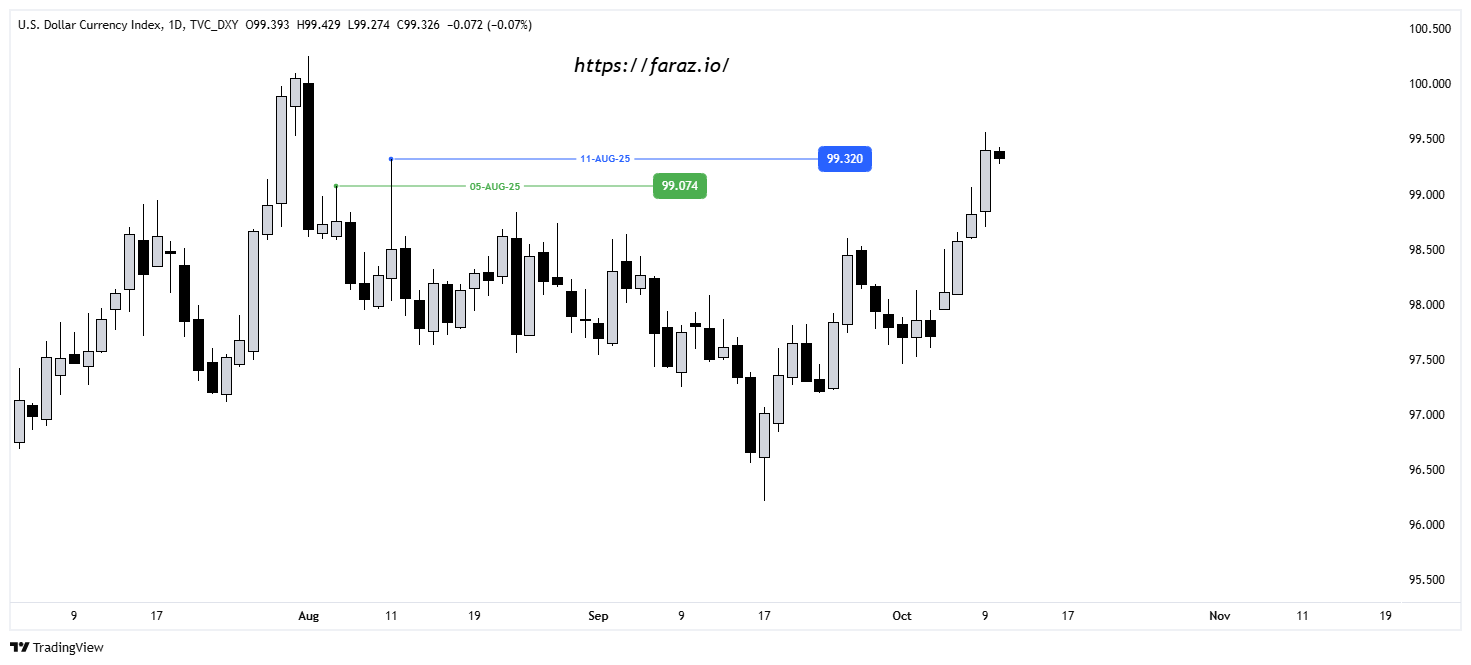 U.S. Dollar Currency Index, 1D, TVC_DXY O99.393 H99.429 L99.274 C99.326 −0.072 (−0.07%)
https://faraz.io/
100.500
100.000
99.500
11-AUG-25 99.320
05-AUG-25 99.074
99.000
98.500
98.000
97.500
97.000
96.500
96.000
95.500
9 17 Aug 11 19 Sep 9 17 Oct 9 17 Nov 11 19
TradingView